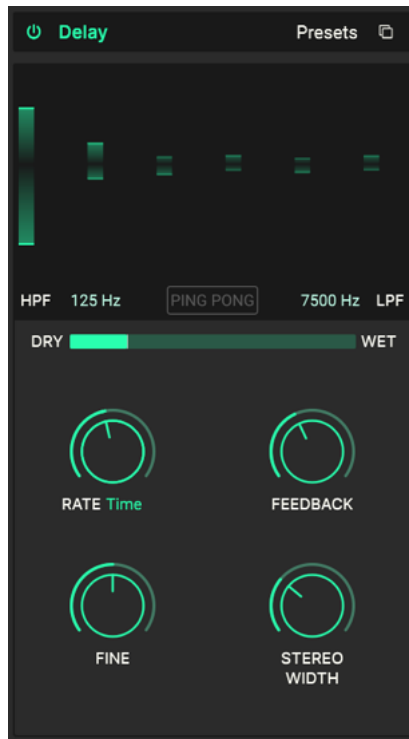 Delay Presets
HPF 125 Hz PING PONG 7500 Hz LPF
DRY WET
RATE Time FEEDBACK
FINE STEREO
WIDTH